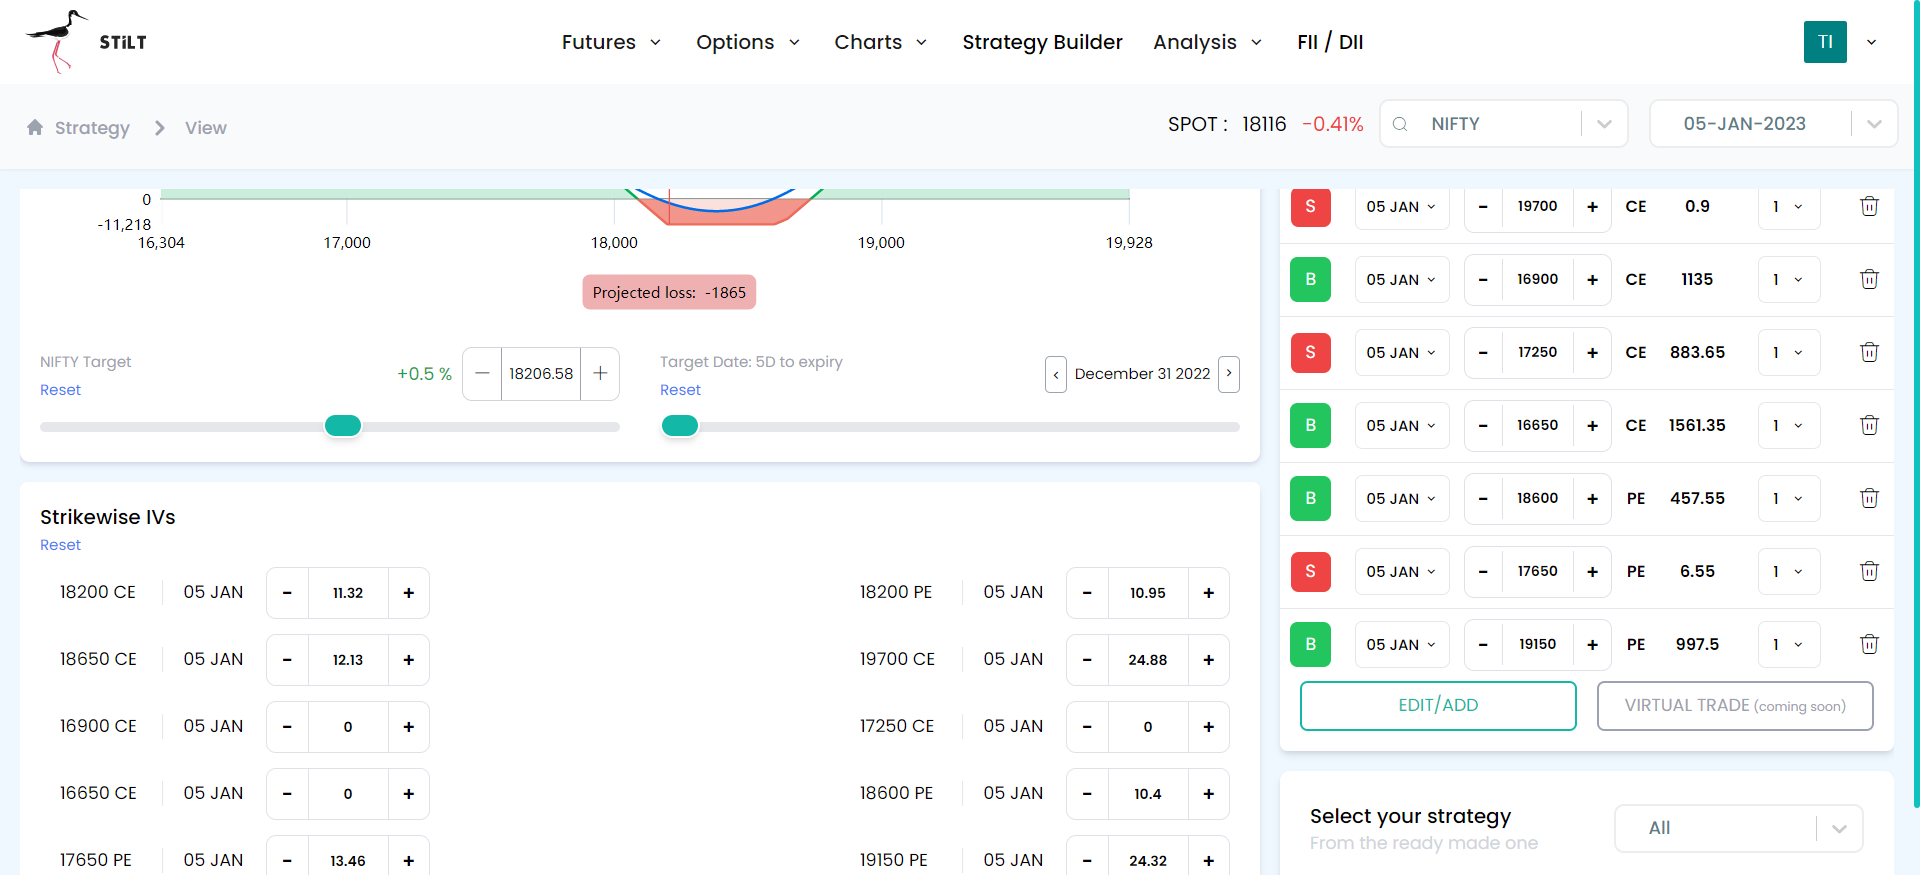 STiLT
Futures
Options
Charts
Strategy Builder
Analysis
FII / DII
TI
Strategy
View
SPOT : 18116 -0.41%
NIFTY
05-JAN-2023
0
-11,218
16,304
17,000
18,000
19,000
19,928
Projected loss: -1865
NIFTY Target
Reset
+0.5 %
18206.58
+
Target Date: 5D to expiry
Reset
‹ December 31 2022 ›
Strikewise IVs
Reset
18200 CE 05 JAN - 11.32 +
18200 PE 05 JAN - 10.95 +
18650 CE 05 JAN - 12.13 +
19700 CE 05 JAN - 24.88 +
16900 CE 05 JAN - 0 +
17250 CE 05 JAN - 0 +
16650 CE 05 JAN - 0 +
18600 PE 05 JAN - 10.4 +
17650 PE 05 JAN - 13.46 +
19150 PE 05 JAN - 24.32 +
S 05 JAN - 19700 + CE 0.9 1
B 05 JAN - 16900 + CE 1135 1
S 05 JAN - 17250 + CE 883.65 1
B 05 JAN - 16650 + CE 1561.35 1
B 05 JAN - 18600 + PE 457.55 1
S 05 JAN - 17650 + PE 6.55 1
B 05 JAN - 19150 + PE 997.5 1
EDIT/ADD
VIRTUAL TRADE (coming soon)
Select your strategy
From the ready made one
All